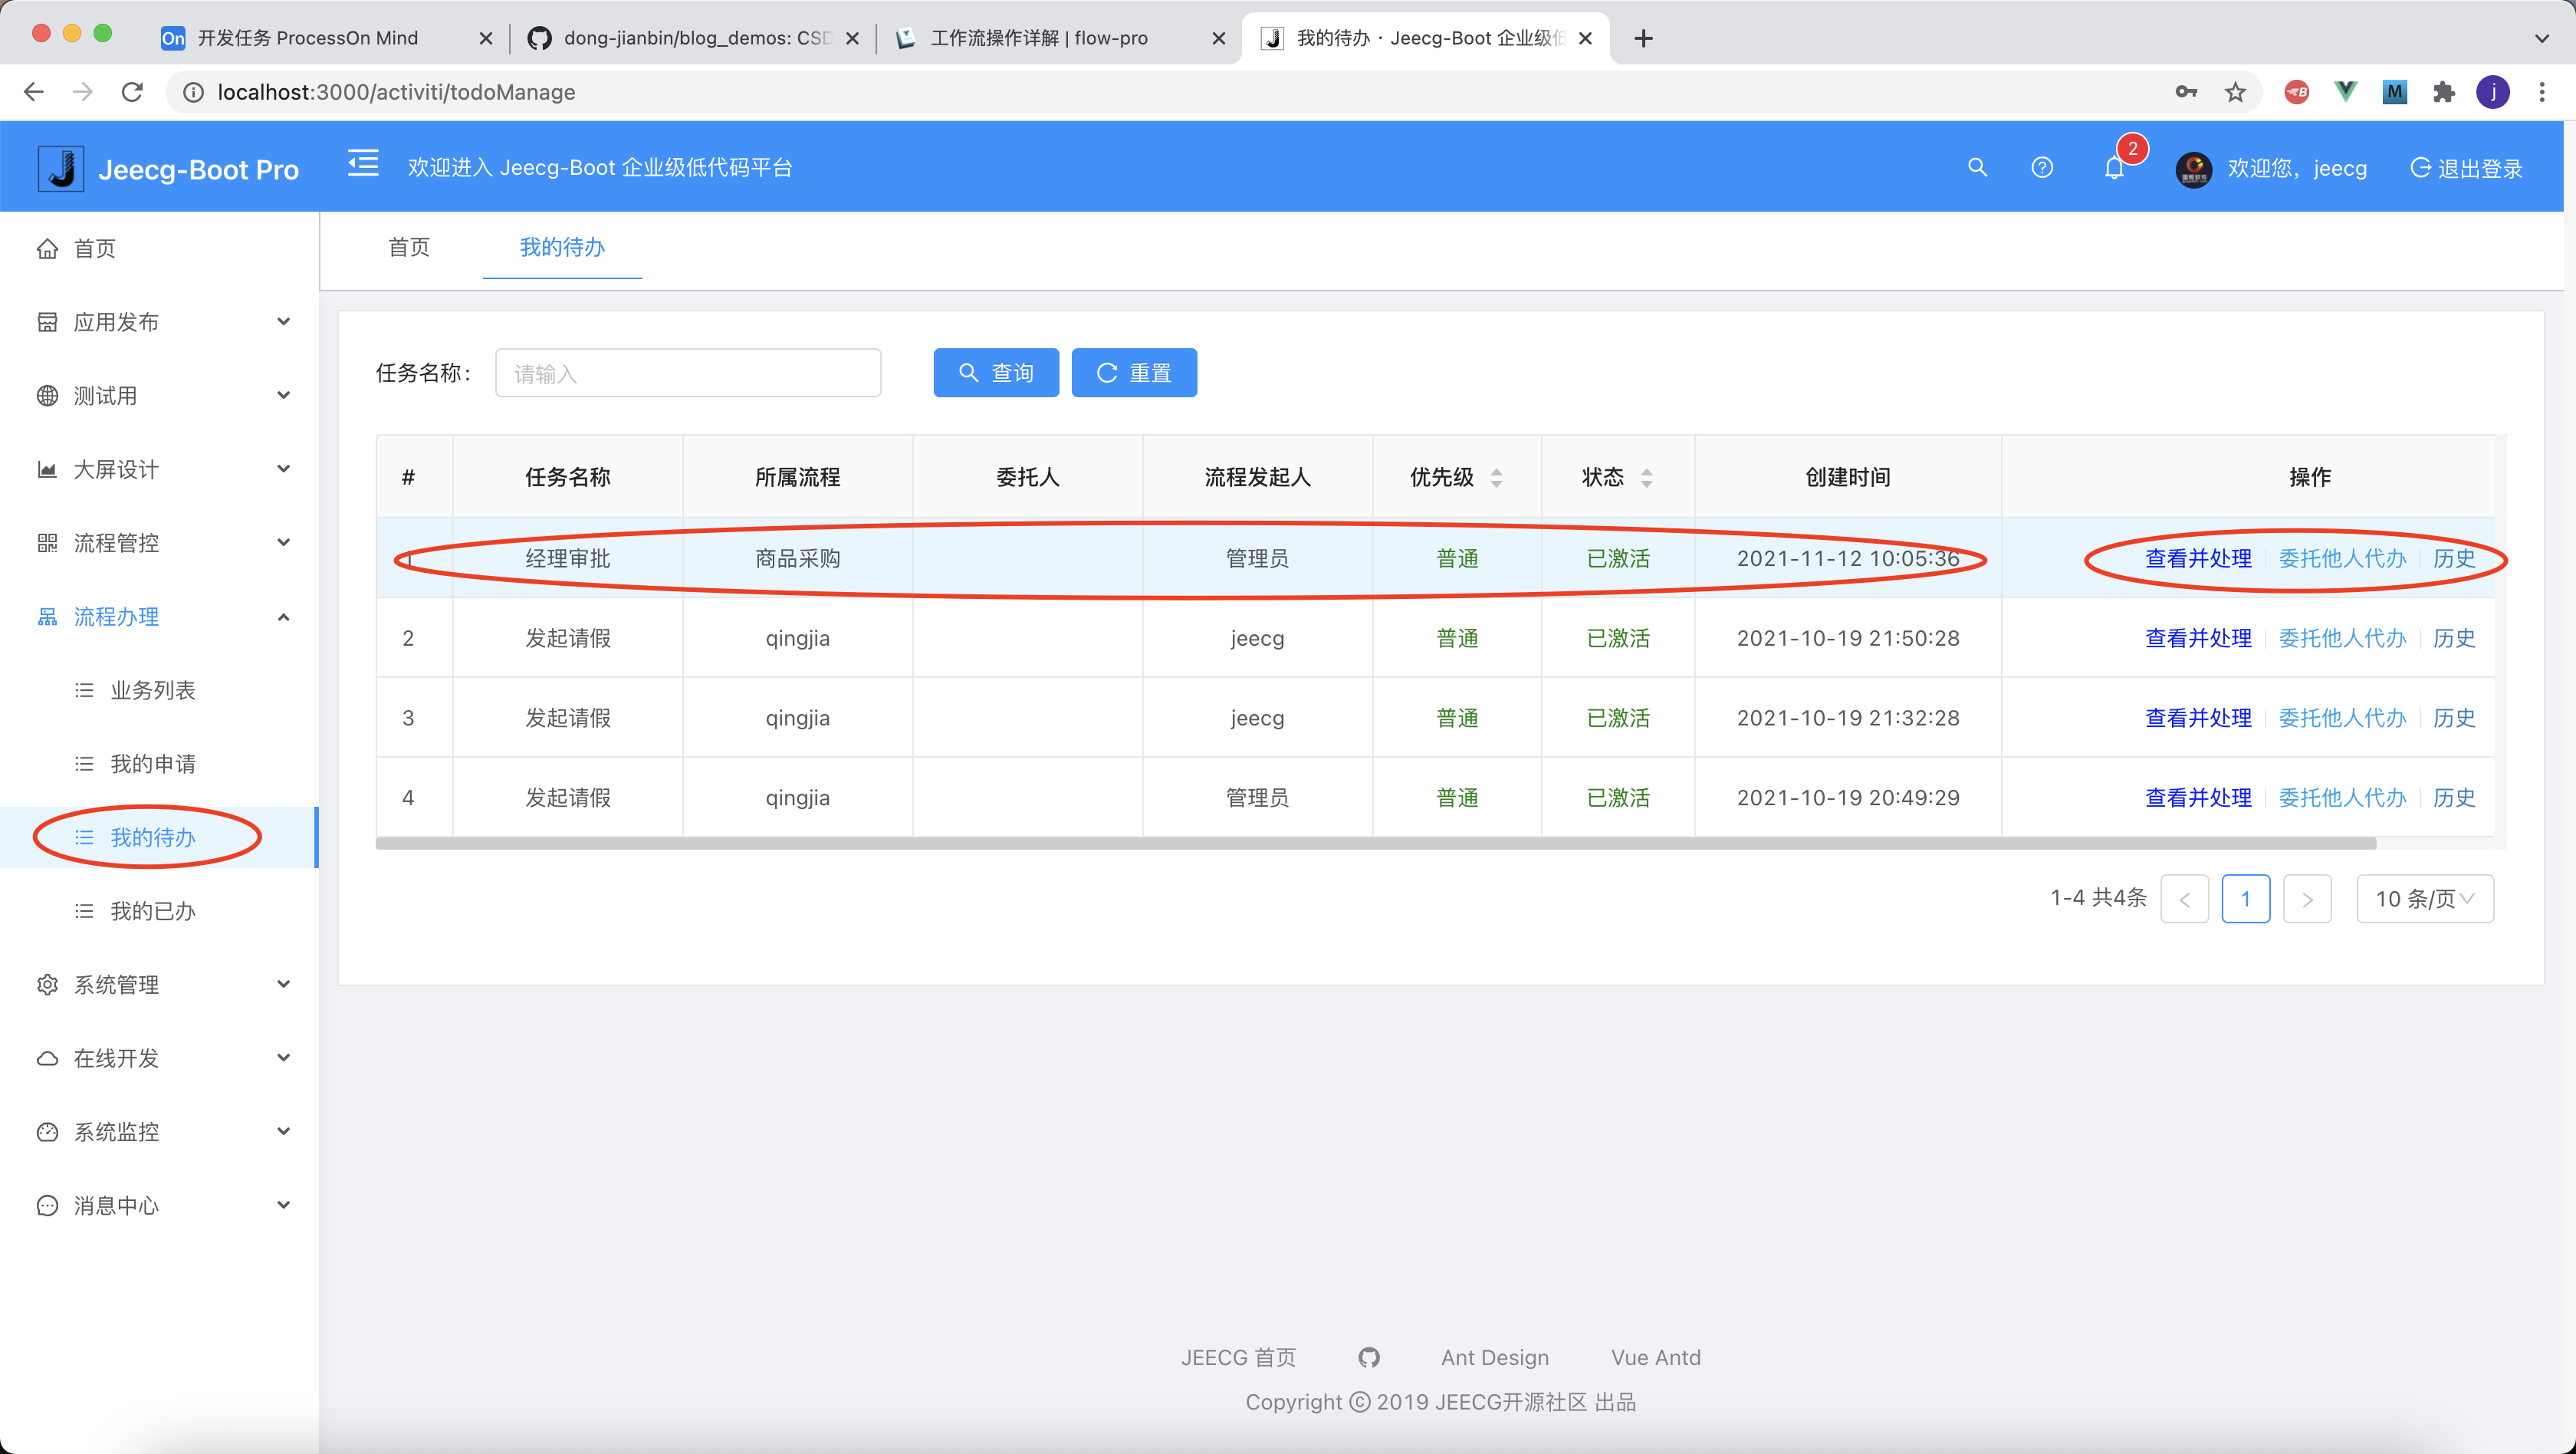 On 开发任务 ProcessOn Mind
dong-jianbin/blog_demos: CSD
工作流操作详解 | flow-pro
我的待办 · Jeecg-Boot 企业级低
localhost:3000/activiti/todoManage
M
j
Jeecg-Boot Pro
欢迎进入 Jeecg-Boot 企业级低代码平台
2
欢迎您，jeecg
退出登录
首页
应用发布
测试用
大屏设计
流程管控
流程办理
业务列表
我的申请
我的待办
我的已办
系统管理
在线开发
系统监控
消息中心
首页 我的待办
任务名称： 请输入 查询 重置
# 任务名称 所属流程 委托人 流程发起人 优先级 状态 创建时间 操作
1 经理审批 商品采购 管理员 普通 已激活 2021-11-12 10:05:36 查看并处理 委托他人代办 历史
2 发起请假 qingjia jeecg 普通 已激活 2021-10-19 21:50:28 查看并处理 委托他人代办 历史
3 发起请假 qingjia jeecg 普通 已激活 2021-10-19 21:32:28 查看并处理 委托他人代办 历史
4 发起请假 qingjia 管理员 普通 已激活 2021-10-19 20:49:29 查看并处理 委托他人代办 历史
1-4 共4条 < 1 > 10 条/页
JEECG 首页 Ant Design Vue Antd
Copyright © 2019 JEECG开源社区 出品